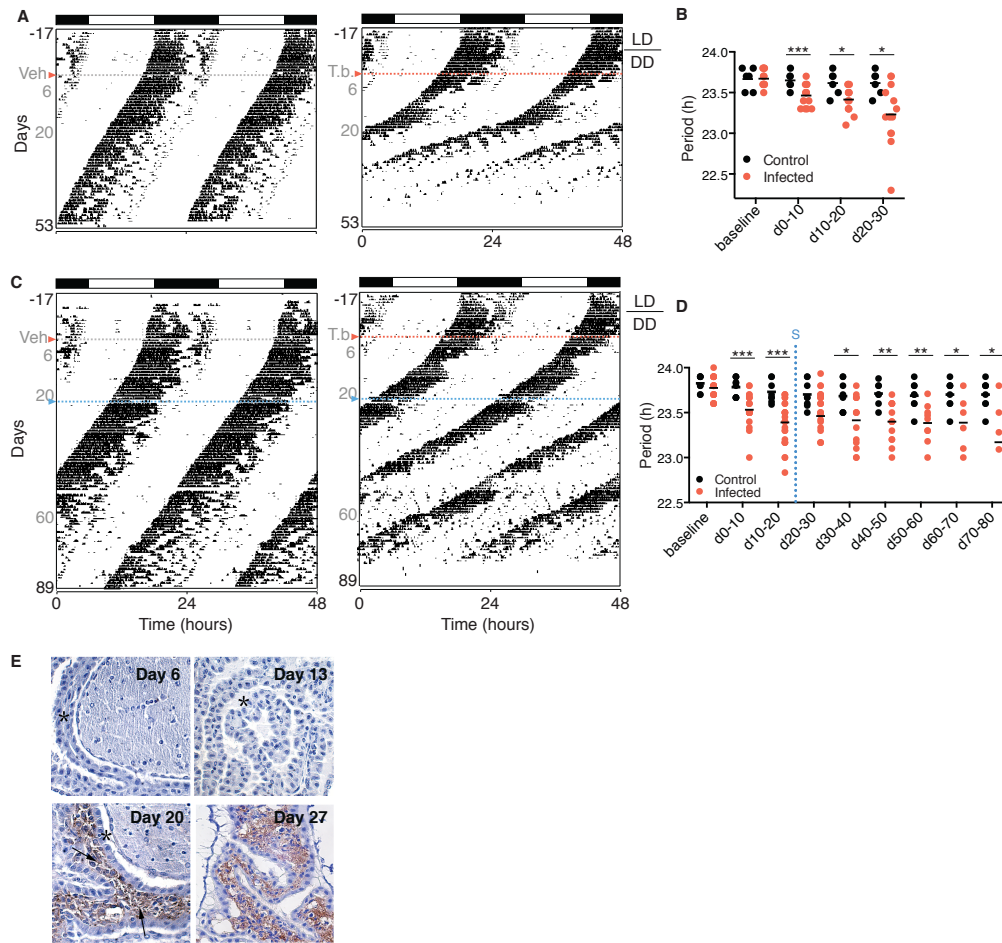 A
-17
Veh
6
20
53
Days
-17
T.b.
6
20
53
0
24
48
LD
DD
B
24.0
23.5
23.0
22.5
Period (h)
***
*
*
Control
Infected
baseline
d0-10
d10-20
d20-30
C
-17
Veh
6
20
60
89
Days
0
24
48
Time (hours)
-17
T.b.
6
20
60
89
0
24
48
Time (hours)
LD
DD
D
S
24.0
23.5
23.0
22.5
Period (h)
***
***
*
**
**
*
*
Control
Infected
baseline
d0-10
d10-20
d20-30
d30-40
d40-50
d50-60
d60-70
d70-80
E
Day 6
*
Day 13
*
Day 20
*
Day 27